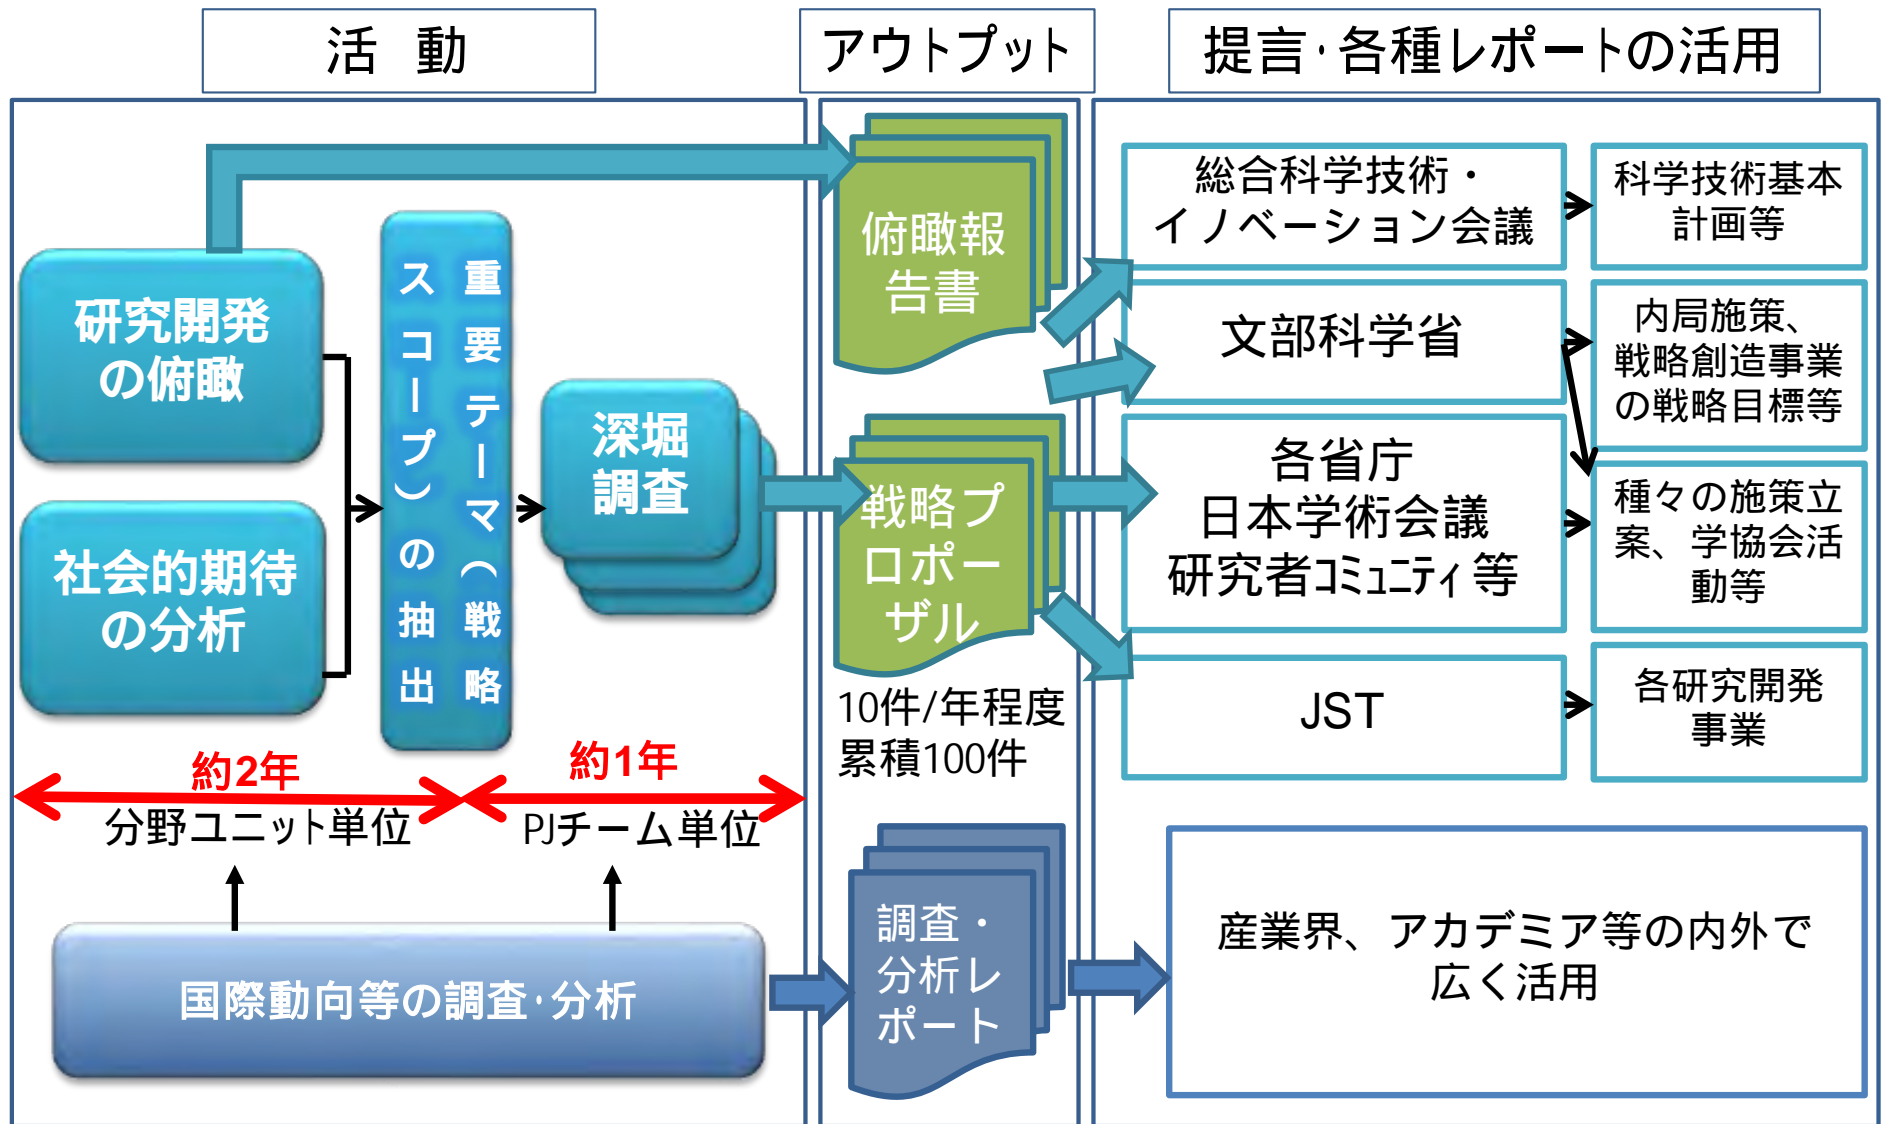 活 動
アウトプット
提言・各種レポートの活用
研究開発
の俯瞰
社会的期待
の分析
重要テーマ(戦略
スコープ)の抽出
深堀
調査
約2年
約1年
分野ユニット単位
PJチーム単位
国際動向等の調査・分析
俯瞰報
告書
戦略プ
ロポー
ザル
10件/年程度
累積100件
調査・
分析レ
ポート
総合科学技術・
イノベーション会議
科学技術基本
計画等
文部科学省
内局施策、
戦略創造事業
の戦略目標等
各省庁
日本学術会議
研究者コミュニティ等
種々の施策立
案、学協会活
動等
JST
各研究開発
事業
産業界、アカデミア等の内外で
広く活用